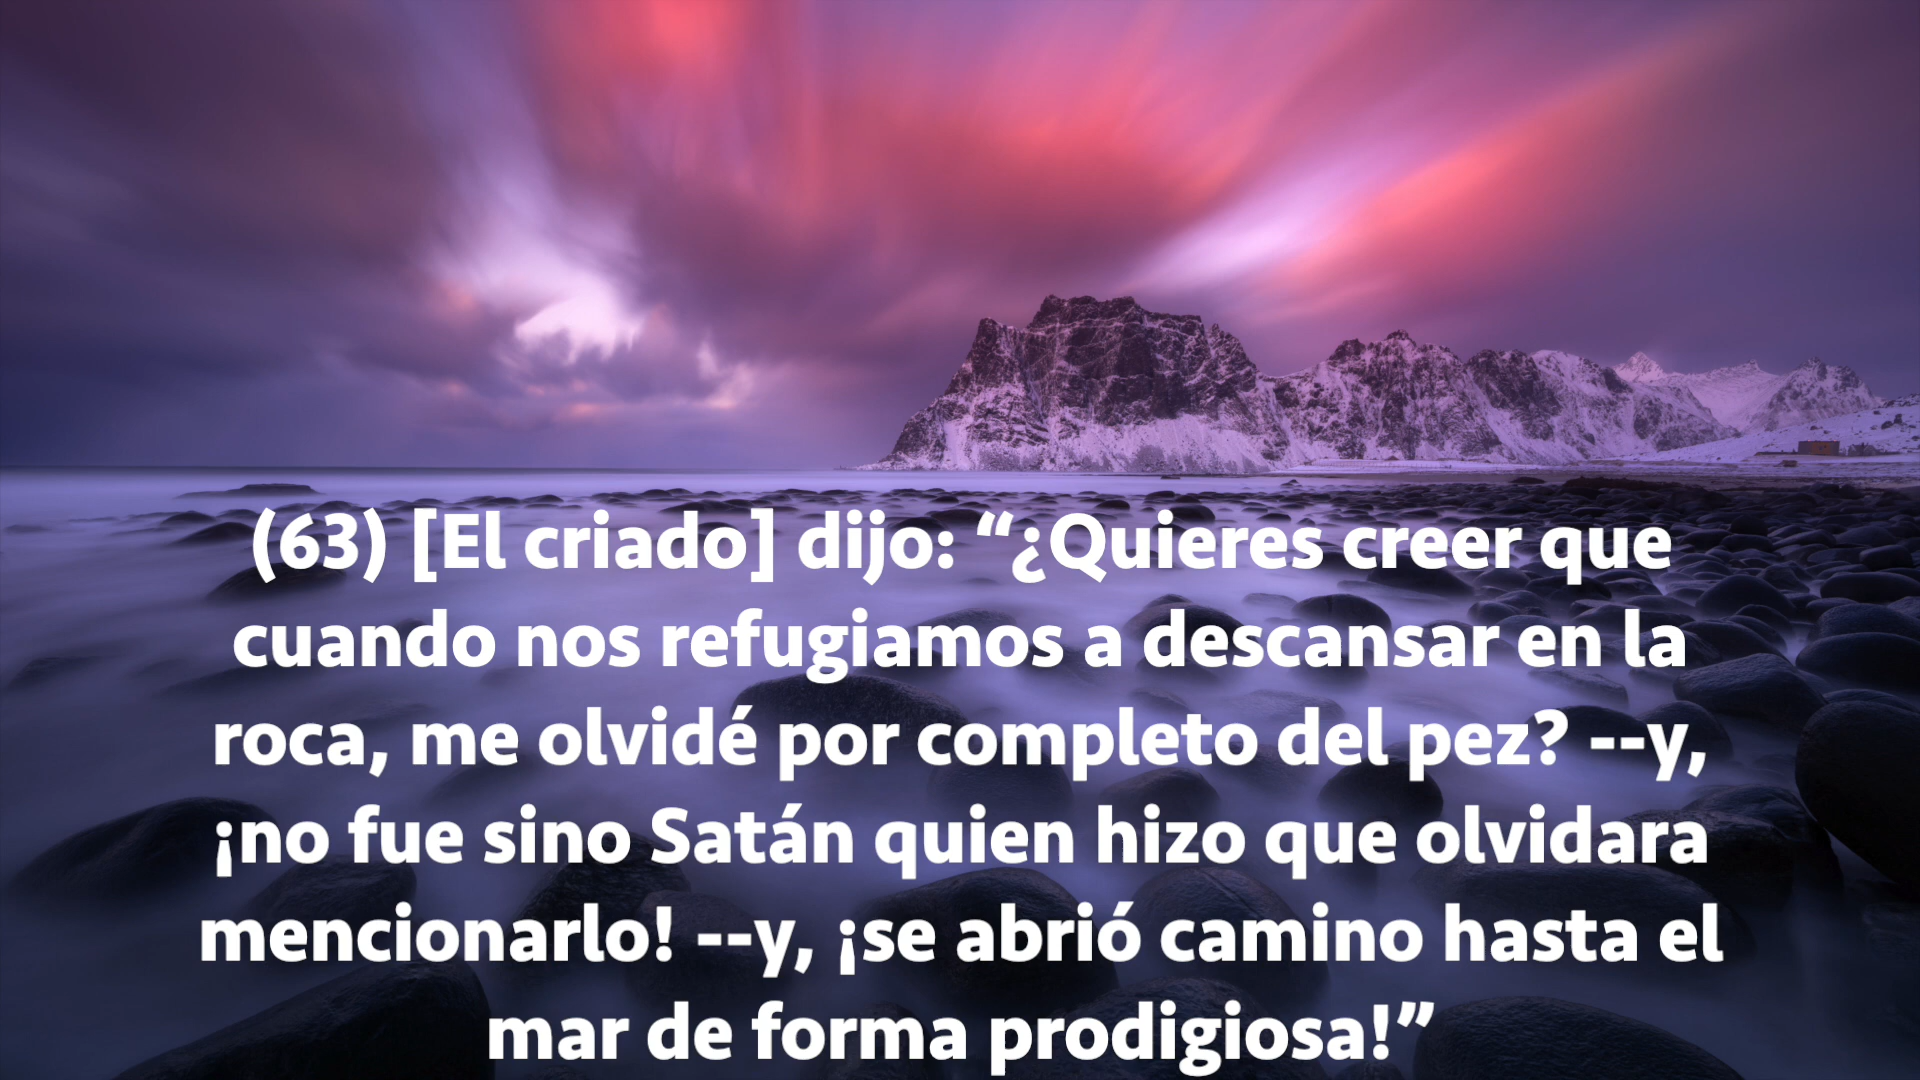 (63) [El criado] dijo: “¿Quieres creer que
cuando nos refugiamos a descansar en la
roca, me olvidé por completo del pez? --y,
¡no fue sino Satán quien hizo que olvidara
mencionarlo! --y, ¡se abrió camino hasta el
mar de forma prodigiosa!”